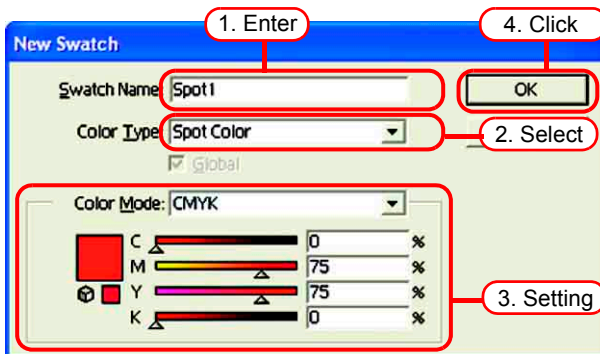 1. Enter
4. Click
New Swatch
Swatch Name: Spot1
OK
Color Type: Spot Color
2. Select
Global
Color Mode: CMYK
C 0 %
M 75 %
Y 75 %
3. Setting
K 0 %